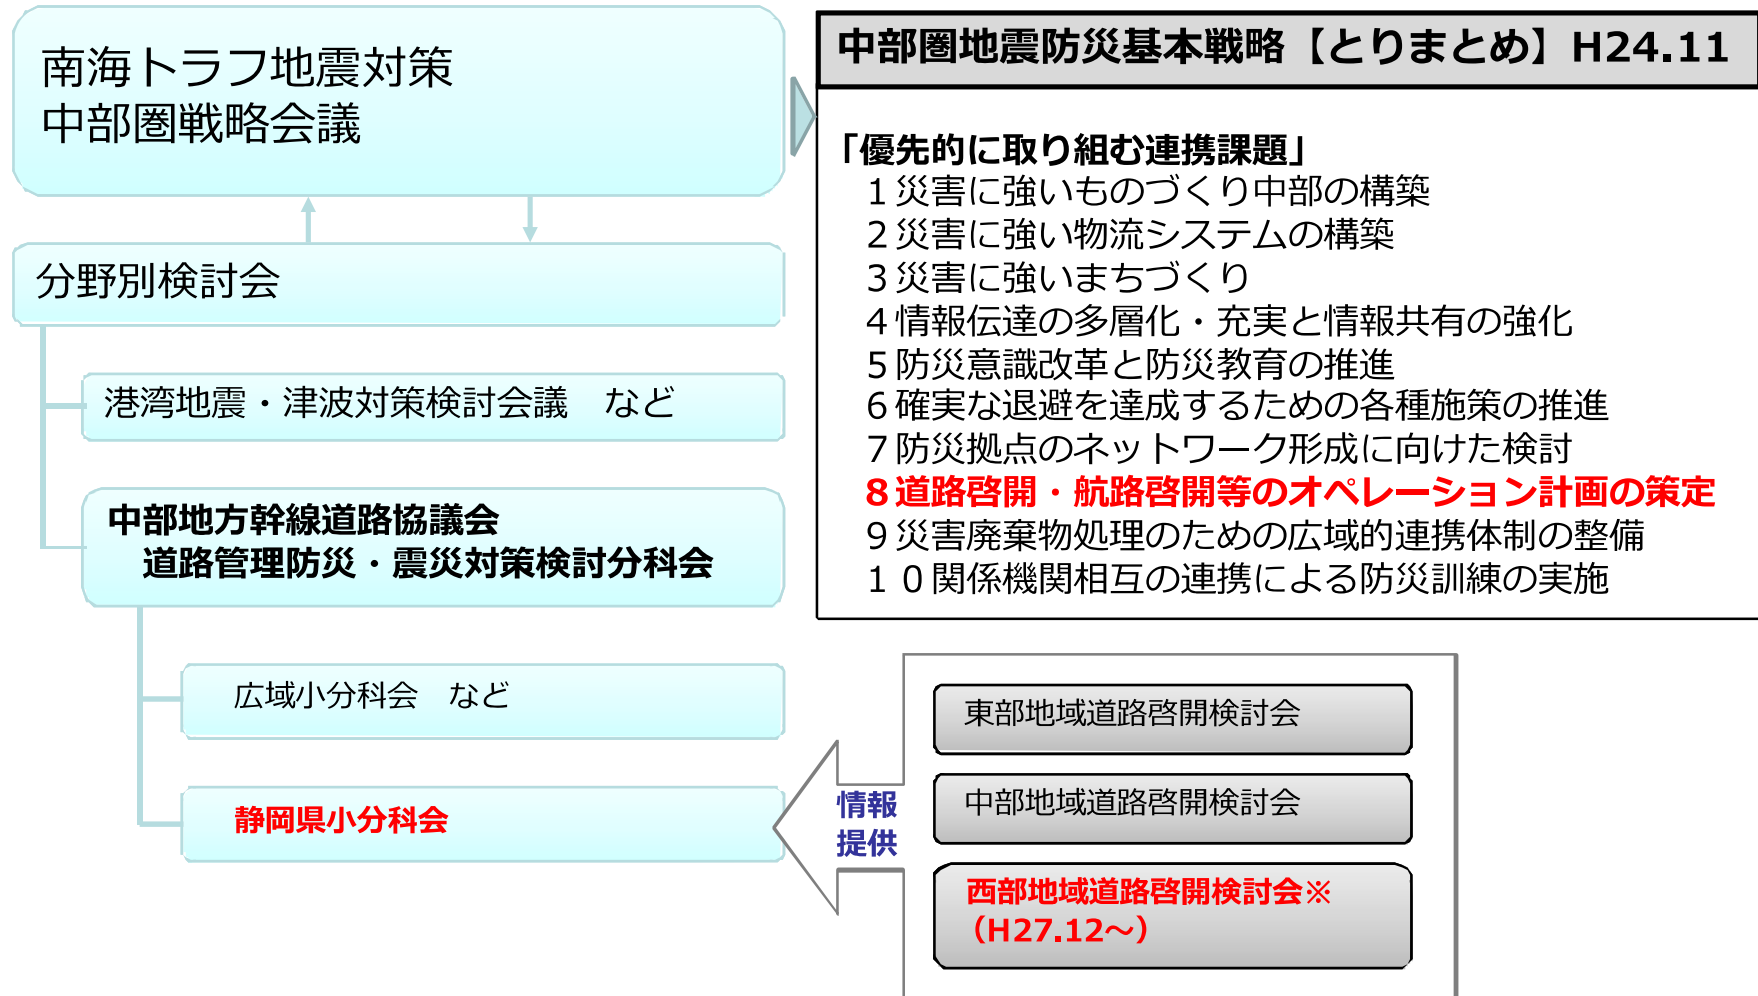 南海トラフ地震対策
中部圏戦略会議
分野別検討会
港湾地震・津波対策検討会議　など
中部地方幹線道路協議会
道路管理防災・震災対策検討分科会
広域小分科会　など
静岡県小分科会
中部圏地震防災基本戦略【とりまとめ】H24.11
「優先的に取り組む連携課題」
１災害に強いものづくり中部の構築
２災害に強い物流システムの構築
３災害に強いまちづくり
４情報伝達の多層化・充実と情報共有の強化
５防災意識改革と防災教育の推進
６確実な退避を達成するための各種施策の推進
７防災拠点のネットワーク形成に向けた検討
８道路啓開・航路啓開等のオペレーション計画の策定
９災害廃棄物処理のための広域的連携体制の整備
１０関係機関相互の連携による防災訓練の実施
情報
提供
東部地域道路啓開検討会
中部地域道路啓開検討会
西部地域道路啓開検討会※
（H27.12～）